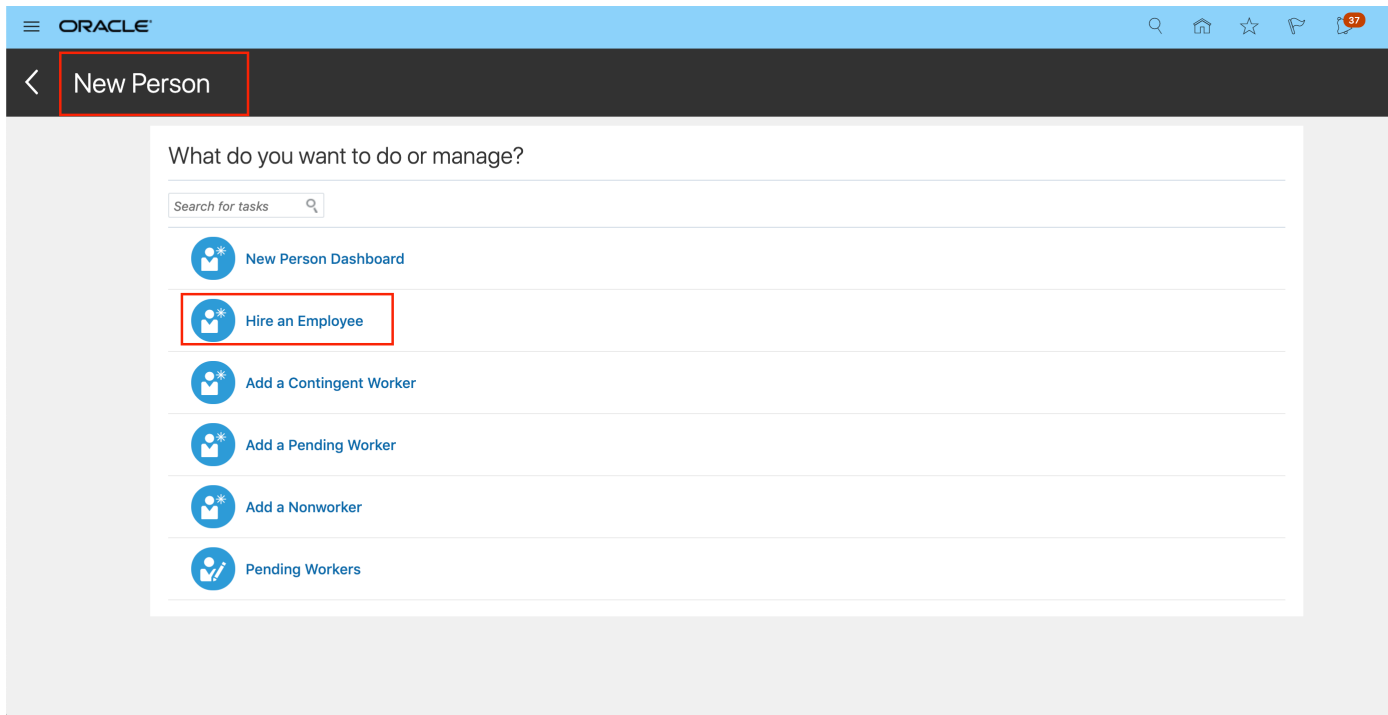 ORACLE
37
New Person
What do you want to do or manage?
Search for tasks
New Person Dashboard
Hire an Employee
Add a Contingent Worker
Add a Pending Worker
Add a Nonworker
Pending Workers